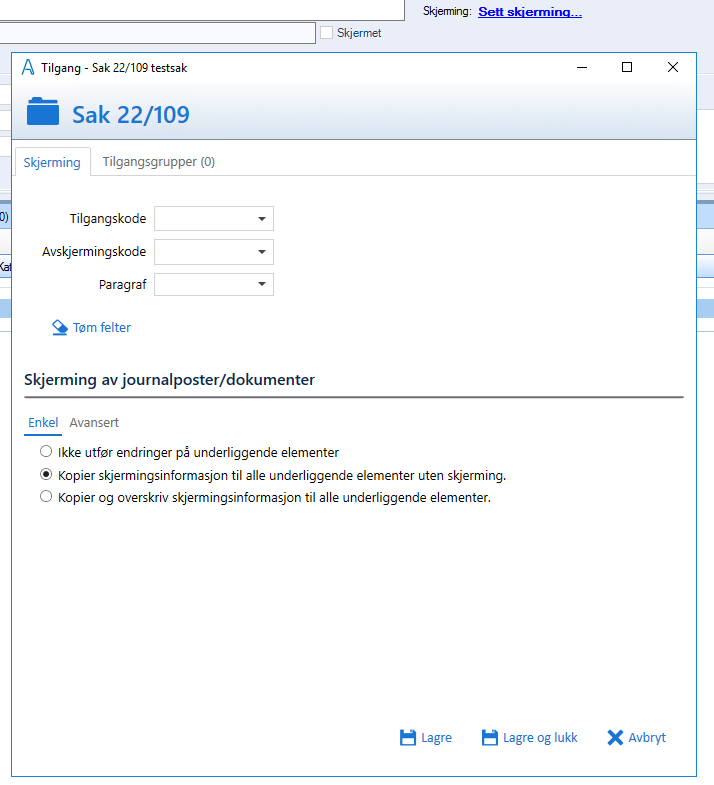 Skjerming: Sett skjerming...
Skjermet
Tilgang - Sak 22/109 testsak
Sak 22/109
Skjerming Tilgangsgrupper (0)
0)
Tilgangskode
Avskjermingskode
Kat
Paragraf
Tøm felter
Skjerming av journalposter/dokumenter
Enkel Avansert
Ikke utfør endringer på underliggende elementer
Kopier skjermingsinformasjon til alle underliggende elementer uten skjerming.
Kopier og overskriv skjermingsinformasjon til alle underliggende elementer.
Lagre Lagre og lukk Avbryt